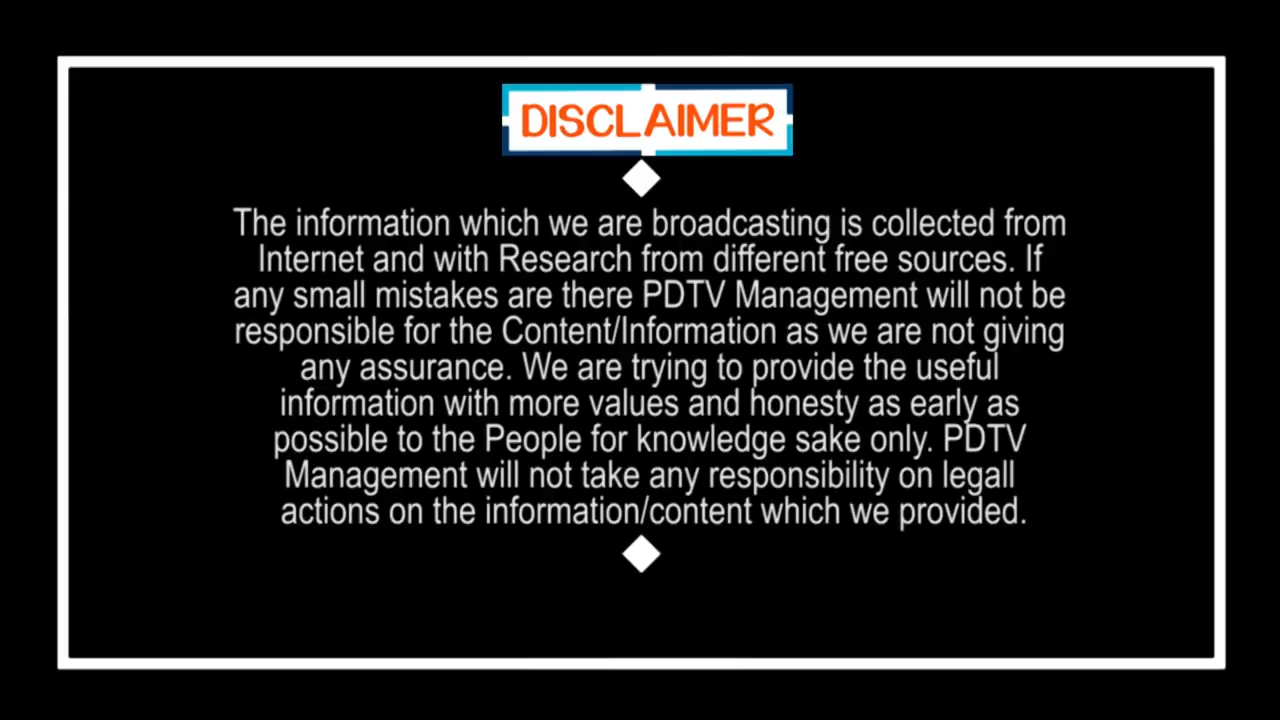 DISCLAIMER
The information which we are broadcasting is collected from
Internet and with Research from different free sources. If
any small mistakes are there PDTV Management will not be
responsible for the Content/Information as we are not giving
any assurance. We are trying to provide the useful
information with more values and honesty as early as
possible to the People for knowledge sake only. PDTV
Management will not take any responsibility on legall
actions on the information/content which we provided.